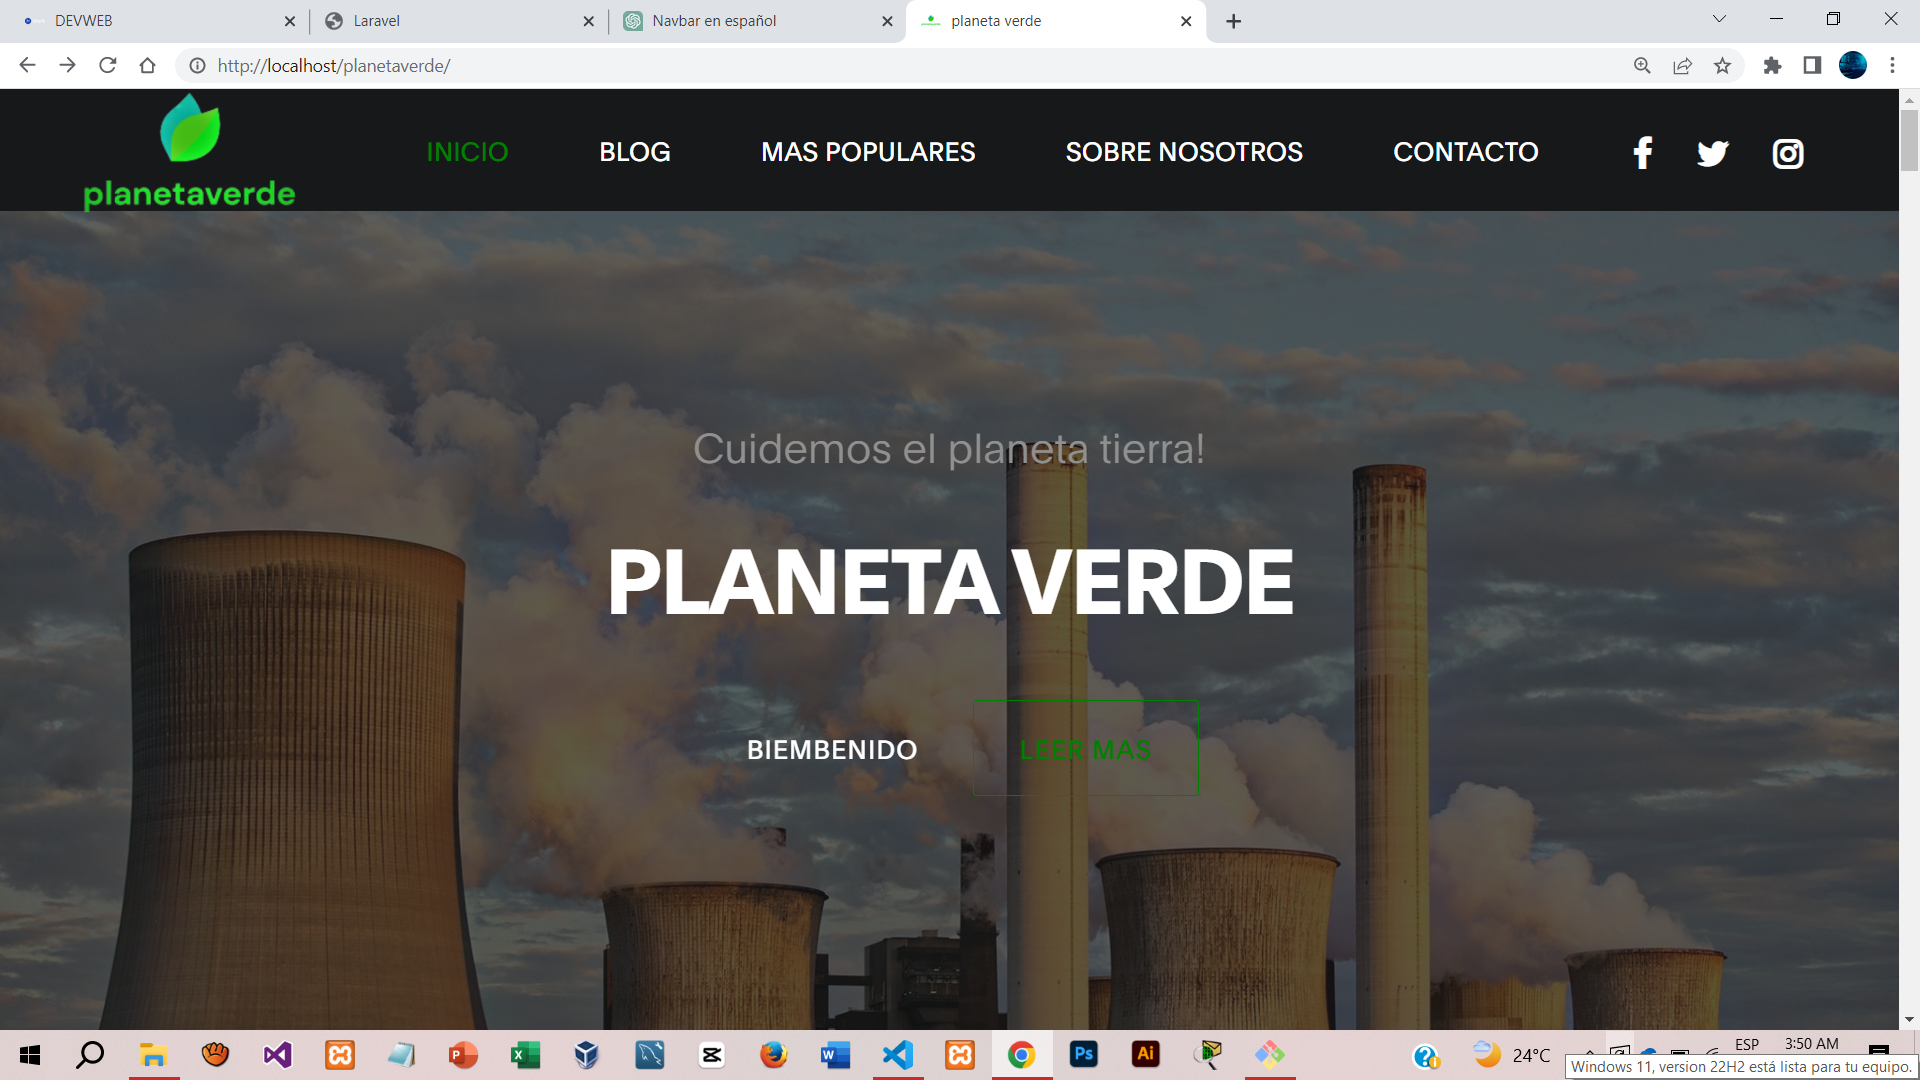 DEVWEB
Laravel
Navbar en español
planeta verde
http://localhost/planetaverde/
planetaverde
INICIO
BLOG
MAS POPULARES
SOBRE NOSOTROS
CONTACTO
Cuidemos el planeta tierra!
PLANETA VERDE
BIEMBENIDO
LEER MAS
24°C
ESP
3:50 AM
Windows 11, version 22H2 está lista para tu equipo.